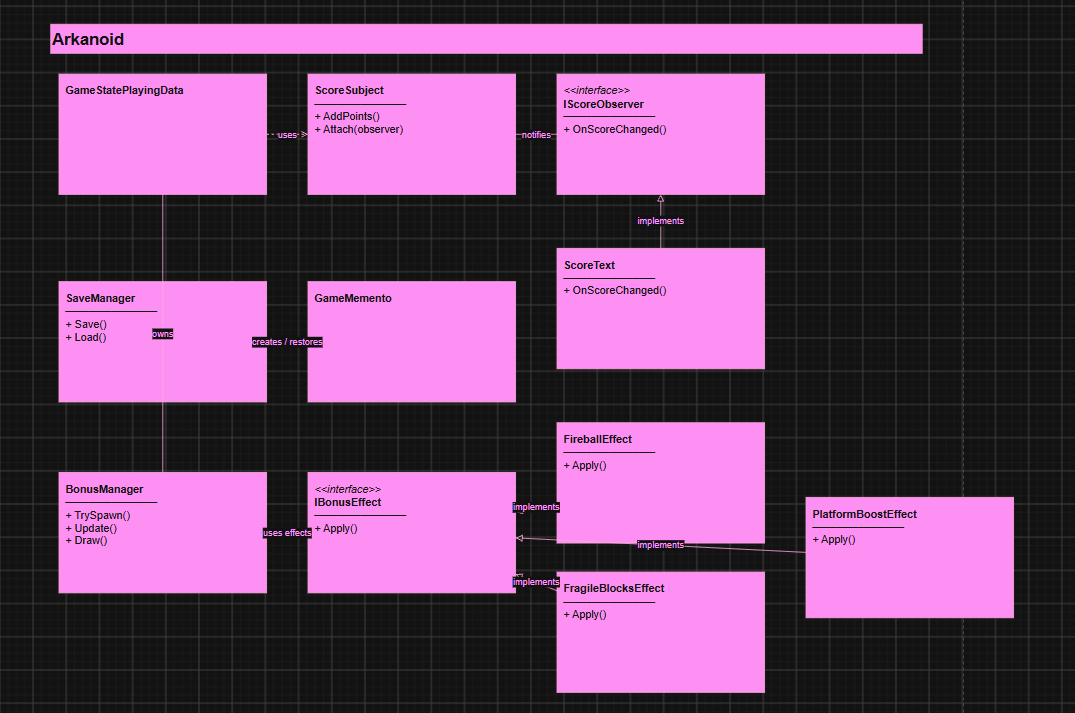 Arkanoid
GameStatePlayingData
uses
ScoreSubject
+ AddPoints()
+ Attach(observer)
notifies
<<interface>>
IScoreObserver
+ OnScoreChanged()
implements
ScoreText
+ OnScoreChanged()
SaveManager
+ Save()
+ Load()
owns
creates / restores
GameMemento
BonusManager
+ TrySpawn()
+ Update()
+ Draw()
uses effects
<<interface>>
IBonusEffect
+ Apply()
implements
implements
implements
FireballEffect
+ Apply()
FragileBlocksEffect
+ Apply()
PlatformBoostEffect
+ Apply()